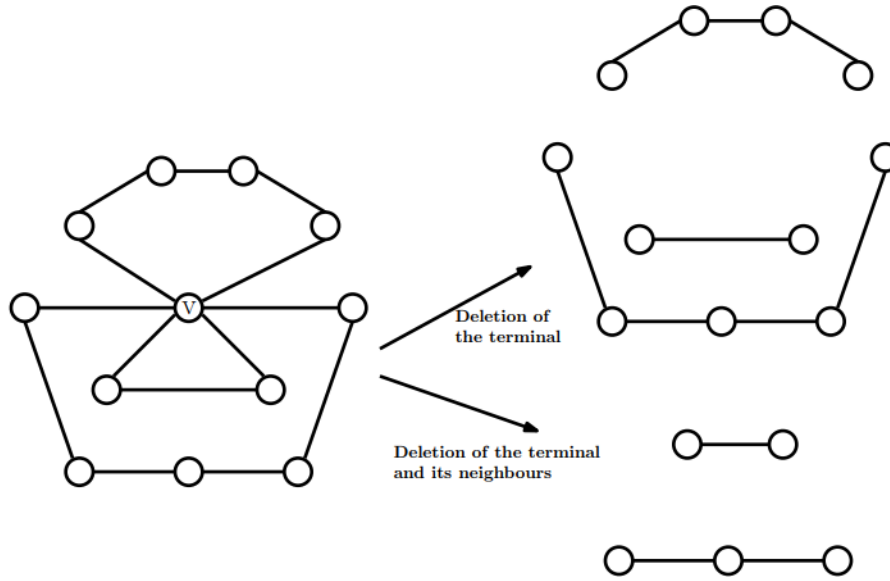 V
Deletion of
the terminal
Deletion of the terminal
and its neighbours